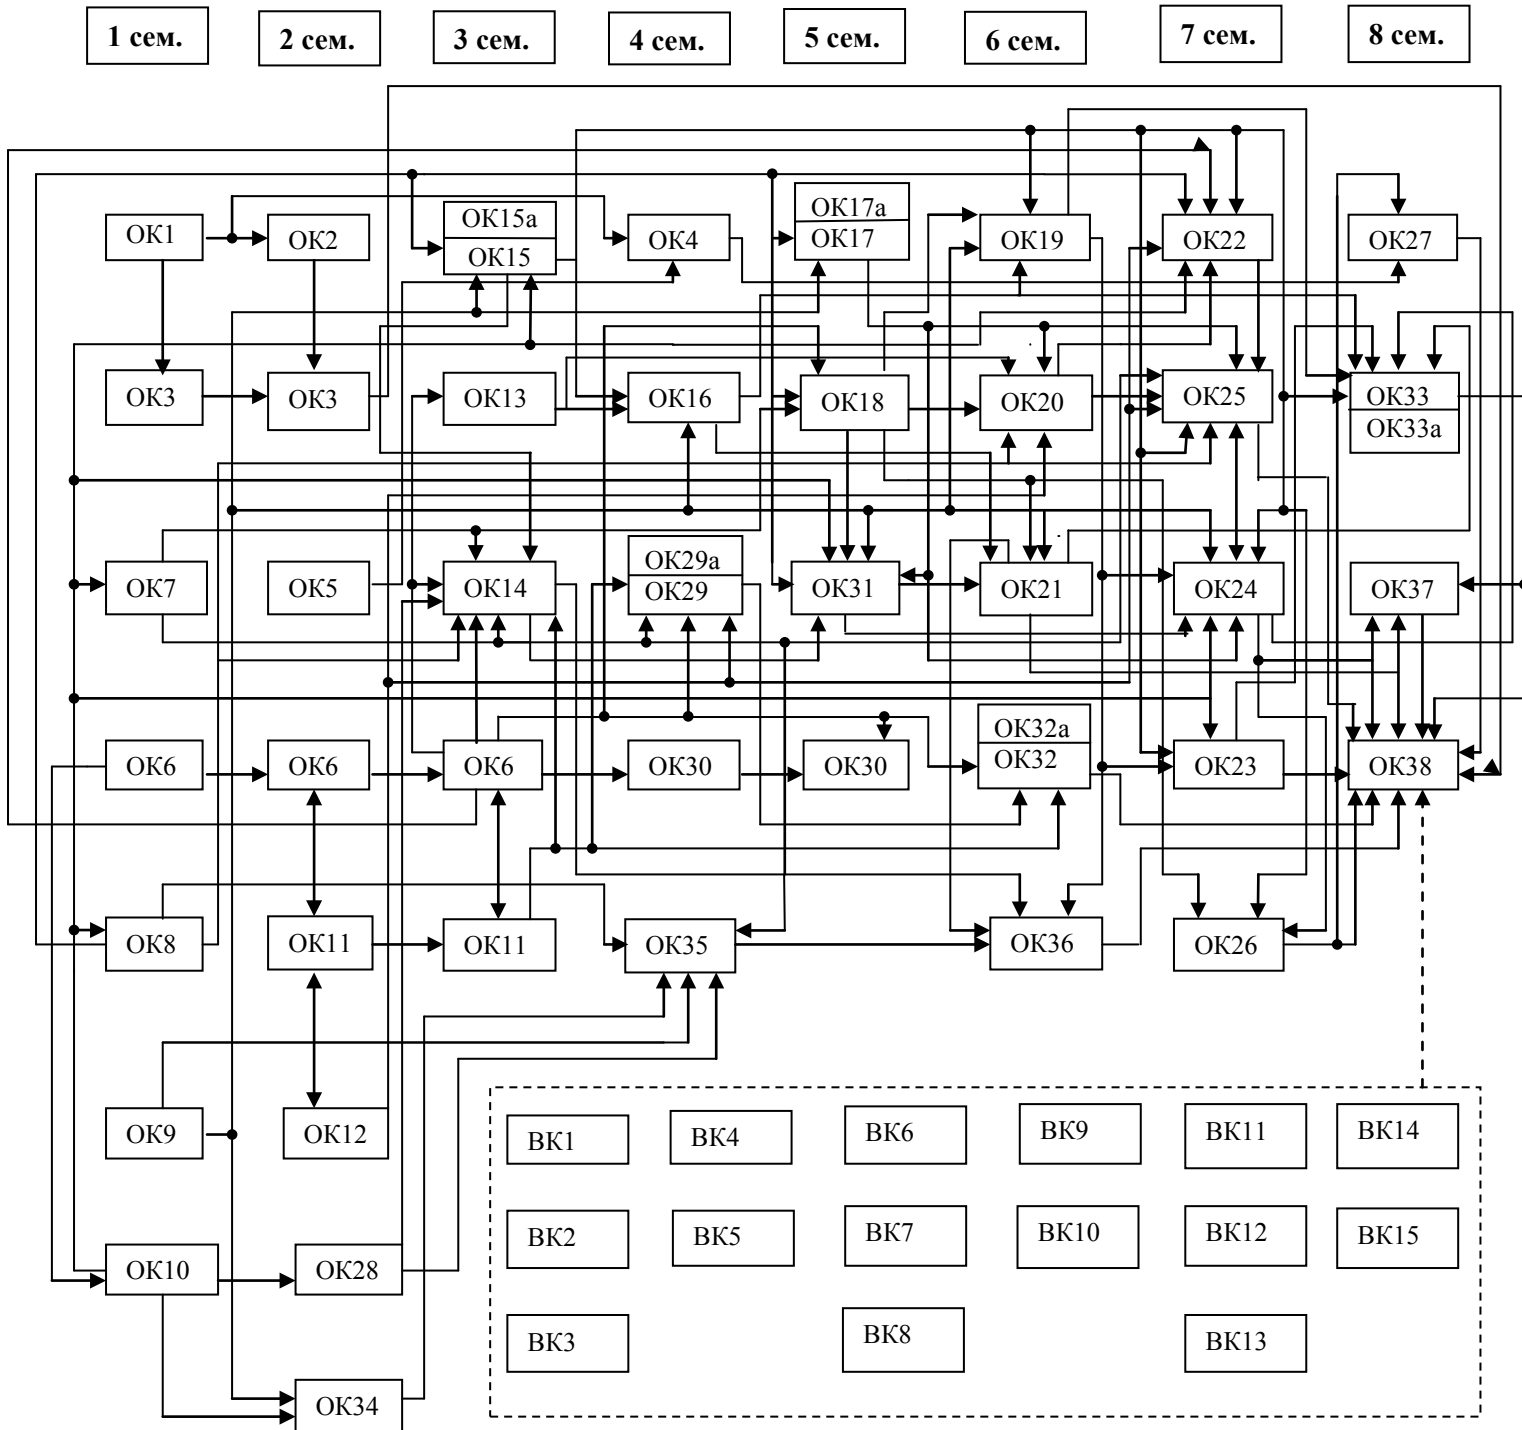 1 сем. 2 сем. 3 сем. 4 сем. 5 сем. 6 сем. 7 сем. 8 сем.
ОК1 ОК2 ОК15а ОК4 ОК17а ОК19 ОК22 ОК27
ОК15 ОК17
ОК3 ОК3 ОК13 ОК16 ОК18 ОК20 ОК25 ОК33
ОК33а
ОК7 ОК5 ОК14 ОК29а ОК31 ОК21 ОК24 ОК37
ОК29
ОК6 ОК6 ОК6 ОК30 ОК30 ОК32а ОК23 ОК38
ОК32
ОК8 ОК11 ОК11 ОК35 ОК36 ОК26
ОК9 ОК12 ВК1 ВК4 ВК6 ВК9 ВК11 ВК14
ВК2 ВК5 ВК7 ВК10 ВК12 ВК15
ОК10 ОК28
ВК3 ВК8 ВК13
ОК34